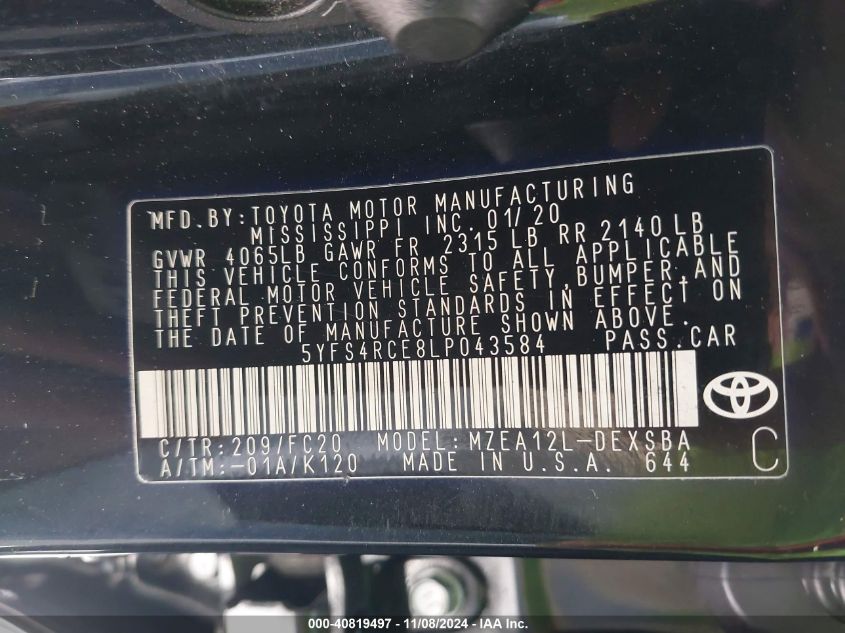 MFD.BY:TOYOTA MOTOR MANUFACTURING
MISSISSIPPI INC. 01/20
GVWR 4065LB GAWR FR 2315 LB RR 2140LB
THIS VEHICLE CONFORMS TO ALL APPLICABLE
FEDERAL MOTOR VEHICLE SAFETY,BUMPER,AND
THEFT PREVENTION STANDARDS IN EFFECT ON
THE DATE OF MANUFACTURE SHOWN ABOVE.
5YFS4RCE8LP043584 PASS.CAR
C/TR:209/FC20 MODEL:MZEA12L-DEXSBA
A/TM:-01A/K120 MADE IN U.S.A. 644
C
000-40819497 - 11/08/2024 - IAA Inc.